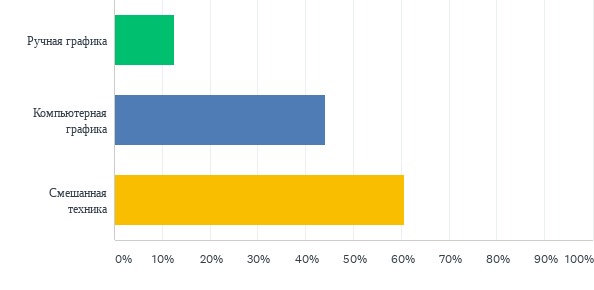 Ручная графика
Компьютерная
графика
Смешанная
техника
0% 10% 20% 30% 40% 50% 60% 70% 80% 90% 100%